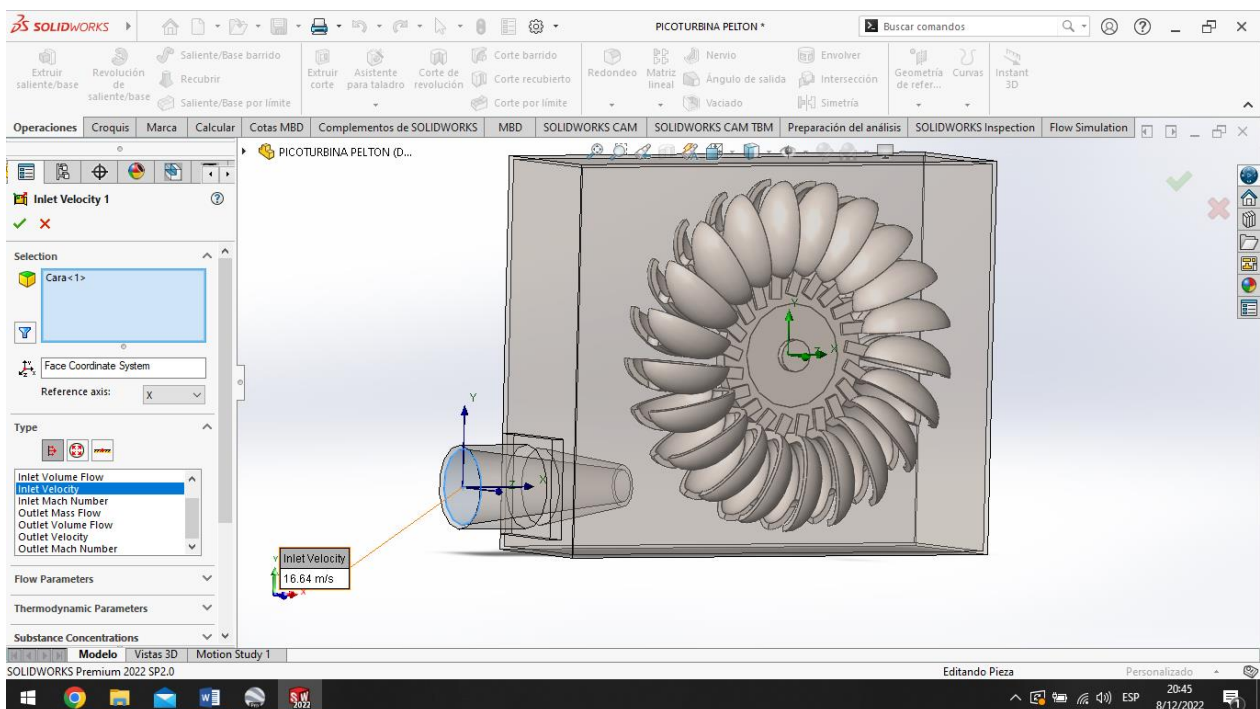 SOLIDWORKS
PICOTURBINA PELTON *
Buscar comandos
Extruir saliente/base
Revolución de saliente/base
Saliente/Base barrido
Recubrir
Saliente/Base por límite
Extruir corte
Asistente para taladro
Corte de revolución
Corte barrido
Corte recubierto
Corte por límite
Redondeo
Matriz lineal
Nervio
Ángulo de salida
Vaciado
Envolver
Intersección
Simetría
Geometría de refer...
Curvas
Instant 3D
Operaciones Croquis Marca Calcular Cotas MBD Complementos de SOLIDWORKS MBD SOLIDWORKS CAM SOLIDWORKS CAM TBM Preparación del análisis SOLIDWORKS Inspection Flow Simulation
PICOTURBINA PELTON (D...
Inlet Velocity 1
Selection
Cara<1>
Face Coordinate System
Reference axis: X
Type
Inlet Volume Flow
Inlet Velocity
Inlet Mach Number
Outlet Mass Flow
Outlet Volume Flow
Outlet Velocity
Outlet Mach Number
Flow Parameters
Thermodynamic Parameters
Substance Concentrations
Y
X
Z
Y
Z
X
Inlet Velocity
16.64 m/s
Y
X
Modelo Vistas 3D Motion Study 1
SOLIDWORKS Premium 2022 SP2.0
Editando Pieza
Personalizado
ESP
20:45
8/12/2022